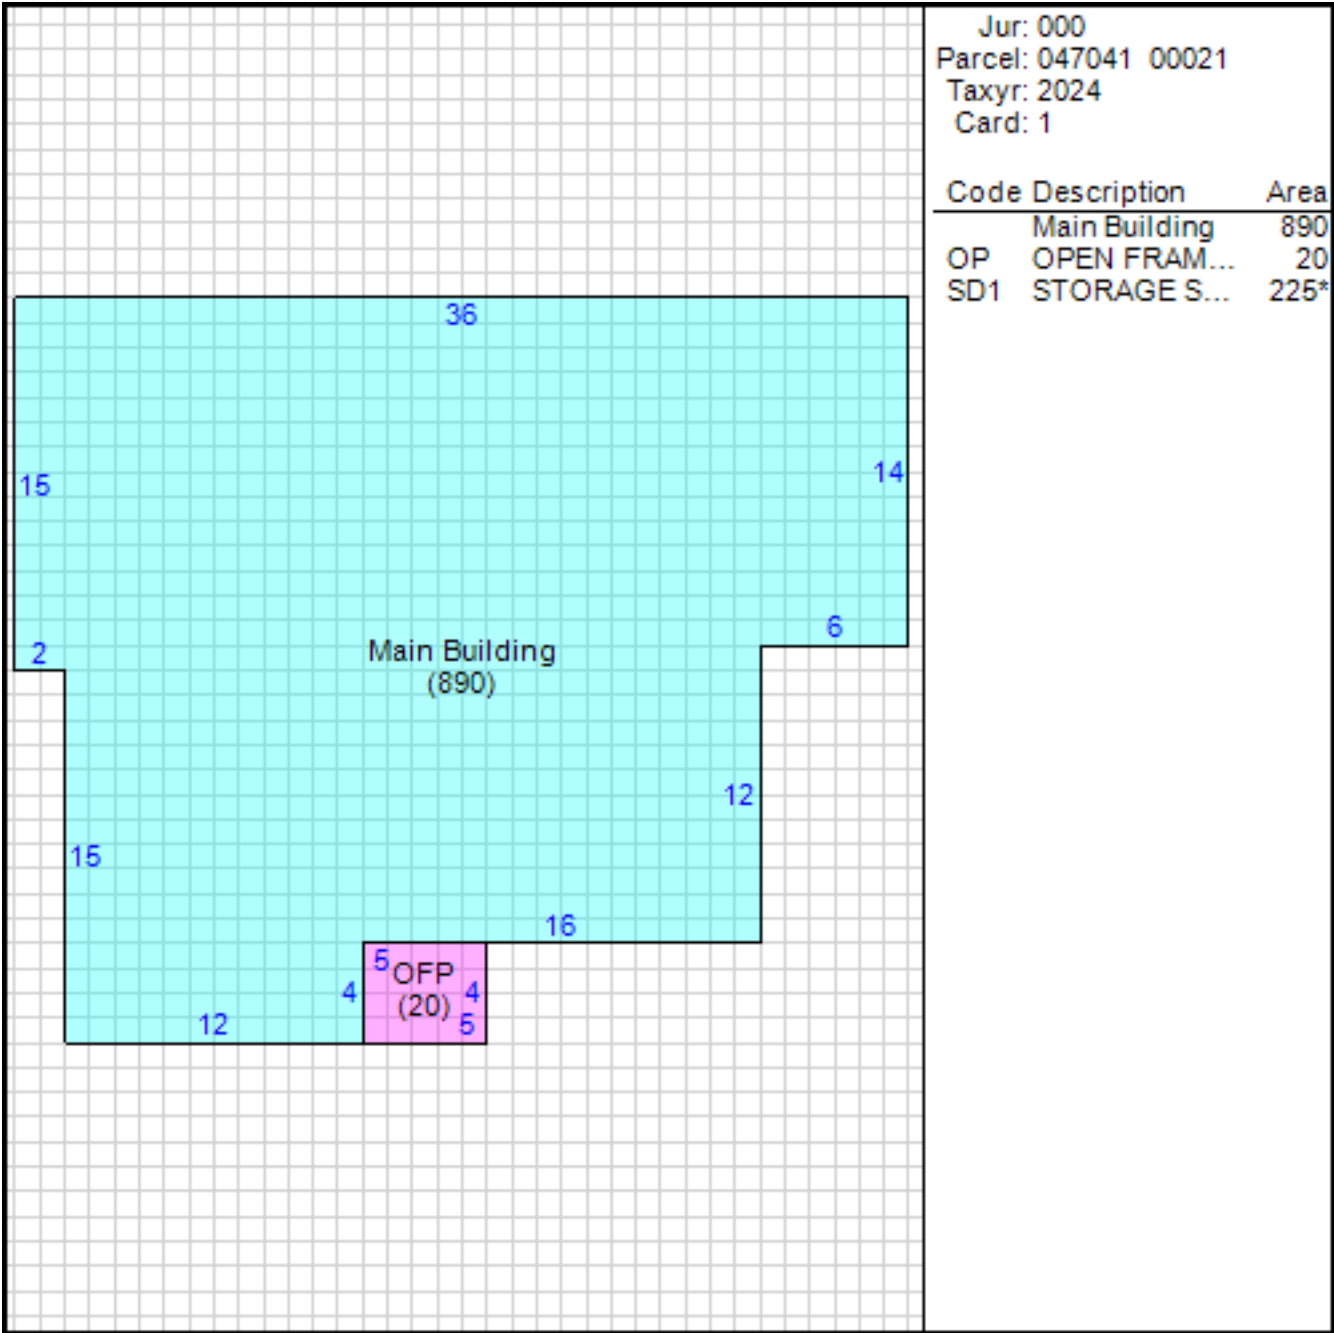 Jur: 000
Parcel: 047041 00021
Taxyr: 2024
Card: 1
Code Description Area
Main Building 890
OP OPEN FRAM... 20
SD1 STORAGE S... 225*
36
15
14
6
2
Main Building
(890)
12
15
16
5
OFP
4
4
(20)
12
5